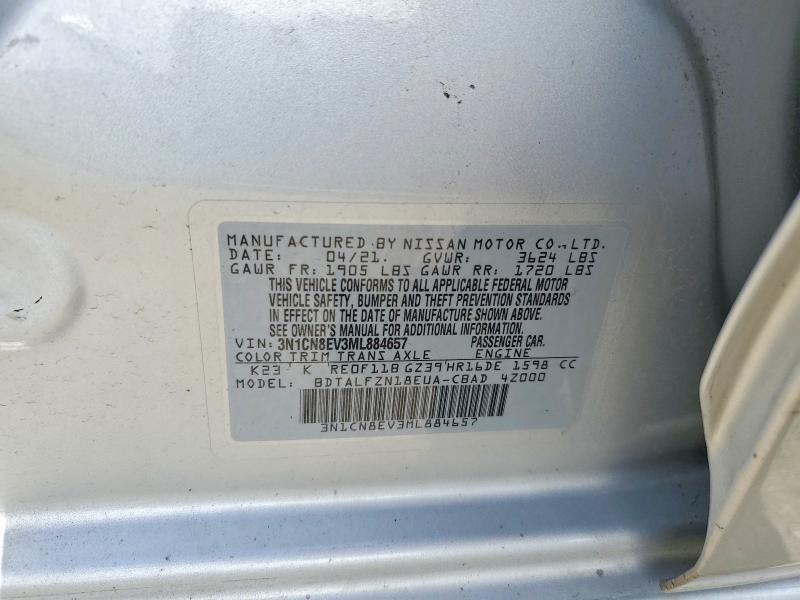 MANUFACTURED BY NISSAN MOTOR CO., LTD.
DATE: 04/21. GVWR: 3624 LBS
GAWR FR: 1905 LBS GAWR RR: 1720 LBS
THIS VEHICLE CONFORMS TO ALL APPLICABLE FEDERAL MOTOR
VEHICLE SAFETY, BUMPER AND THEFT PREVENTION STANDARDS
IN EFFECT ON THE DATE OF MANUFACTURE SHOWN ABOVE.
SEE OWNER'S MANUAL FOR ADDITIONAL INFORMATION.
VIN: 3N1CN8EV3ML884657 PASSENGER CAR.
COLOR TRIM TRANS AXLE ENGINE
K23 K RE0F11B GZ39 HR16DE 1598 CC
MODEL: BDTALFZN18EUA-CBAD 4Z000
3N1CN8EV3ML884657